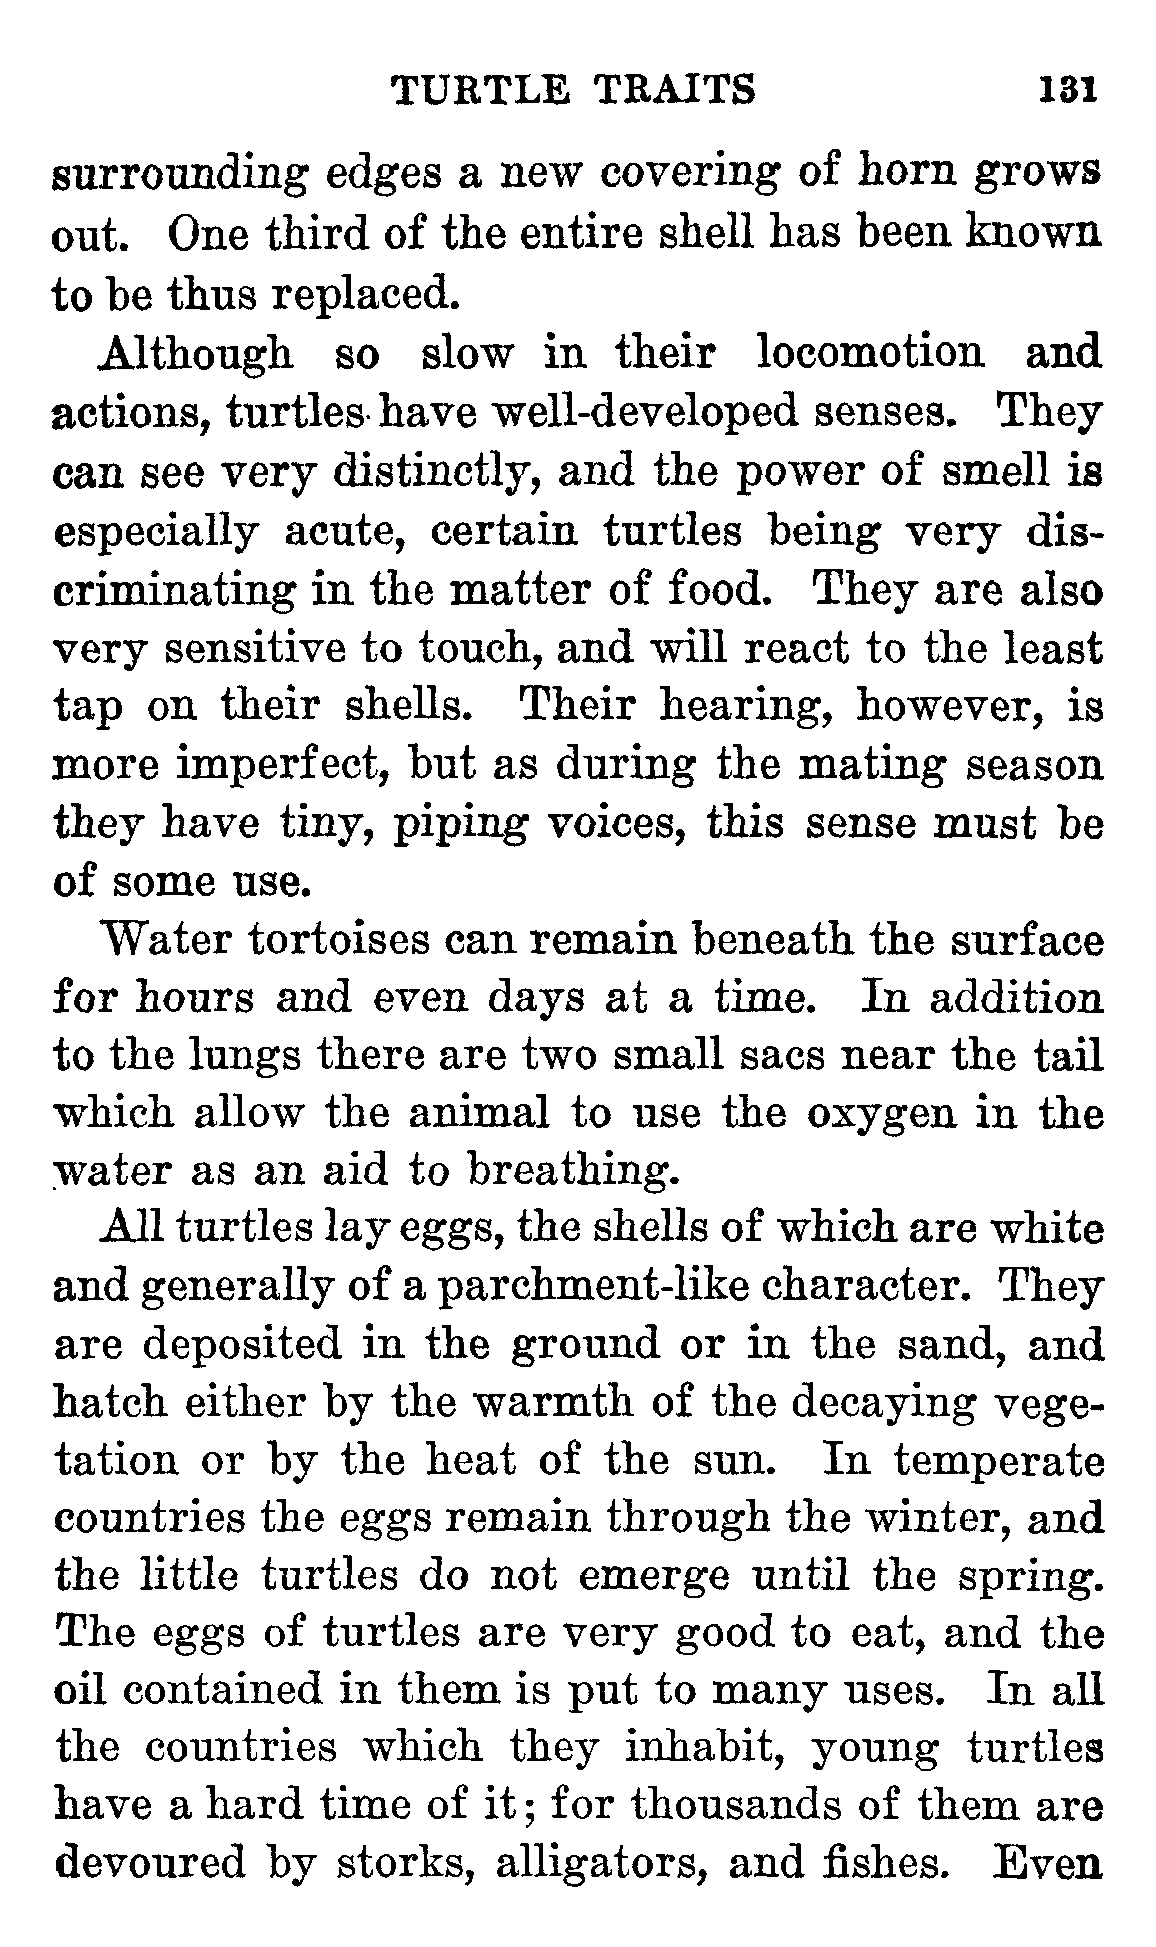 TURTLE TRAITS 131
surrounding edges a new covering of horn grows
out. One third of the entire shell has been known
to be thus replaced.
Although so slow in their locomotion and
actions, turtles have well-developed senses. They
can see very distinctly, and the power of smell is
especially acute, certain turtles being very dis-
criminating in the matter of food. They are also
very sensitive to touch, and will react to the least
tap on their shells. Their hearing, however, is
more imperfect, but as during the mating season
they have tiny, piping voices, this sense must be
of some use.
Water tortoises can remain beneath the surface
for hours and even days at a time. In addition
to the lungs there are two small sacs near the tail
which allow the animal to use the oxygen in the
water as an aid to breathing.
All turtles lay eggs, the shells of which are white
and generally of a parchment-like character. They
are deposited in the ground or in the sand, and
hatch either by the warmth of the decaying vege-
tation or by the heat of the sun. In temperate
countries the eggs remain through the winter, and
the little turtles do not emerge until the spring.
The eggs of turtles are very good to eat, and the
oil contained in them is put to many uses. In all
the countries which they inhabit, young turtles
have a hard time of it; for thousands of them are
devoured by storks, alligators, and fishes. Even